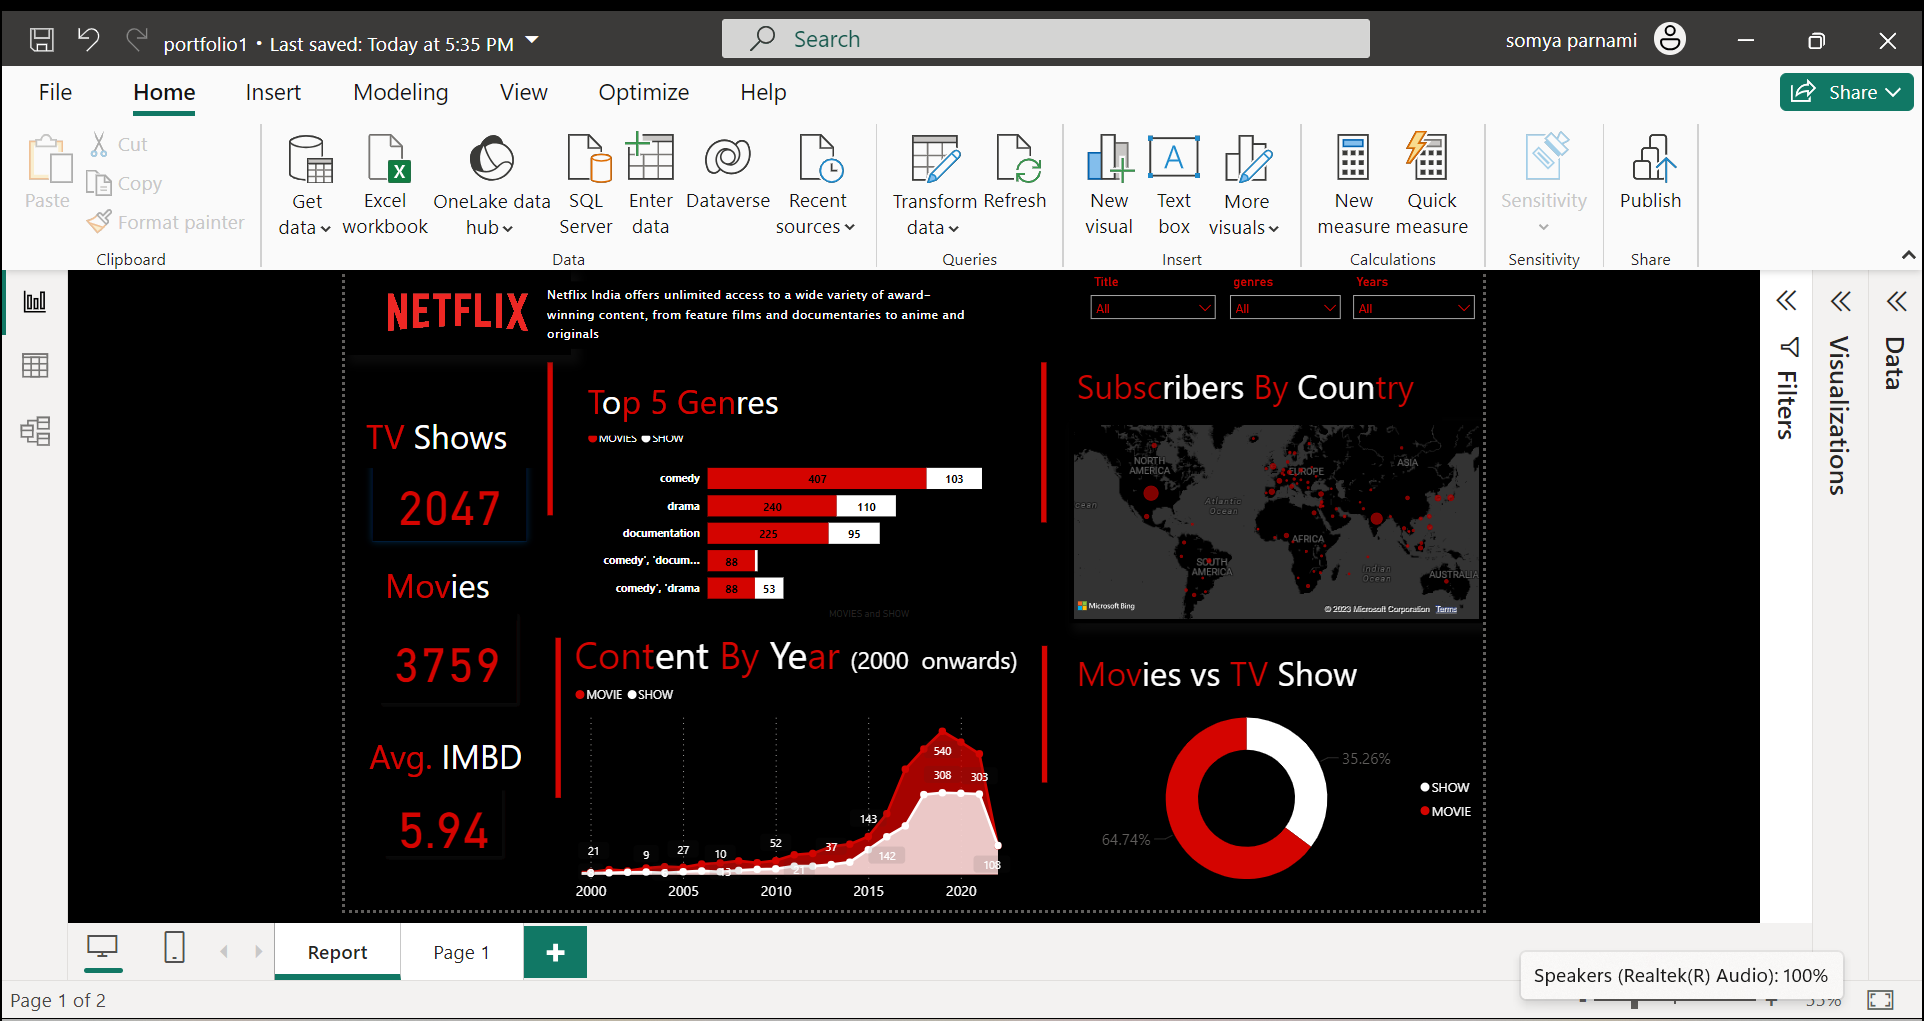 portfolio1 • Last saved: Today at 5:35 PM
Search
somya parnami
File Home Insert Modeling View Optimize Help
Share
Paste
Cut
Copy
Format painter
Clipboard
Get data
Excel workbook
OneLake data hub
SQL Server
Enter data
Dataverse
Recent sources
Data
Transform data
Refresh
Queries
New visual
Text box
More visuals
Insert
New measure
Quick measure
Calculations
Sensitivity
Sensitivity
Publish
Share
NETFLIX
Netflix India offers unlimited access to a wide variety of award-
winning content, from feature films and documentaries to anime and
originals
Title genres Years
All All All
TV Shows
2047
Movies
3759
Avg. IMBD
5.94
Top 5 Genres
MOVIES SHOW
comedy 407 103
drama 240 110
documentation 225 95
comedy', 'docum... 88
comedy', 'drama 88 53
MOVIES and SHOW
Subscribers By Country
NORTH AMERICA
EUROPE
ASIA
Atlantic Ocean
cean
AFRICA
SOUTH AMERICA
Indian Ocean
AUSTRALIA
Microsoft Bing
© 2023 Microsoft Corporation Terms
Content By Year (2000 onwards)
MOVIE SHOW
21 9 27 10 13 52 21 37 143 142 540 308 303 108
2000 2005 2010 2015 2020
Movies vs TV Show
35.26%
64.74%
SHOW
MOVIE
Filters
Visualizations
Data
Report
Page 1
Page 1 of 2
Speakers (Realtek(R) Audio): 100%